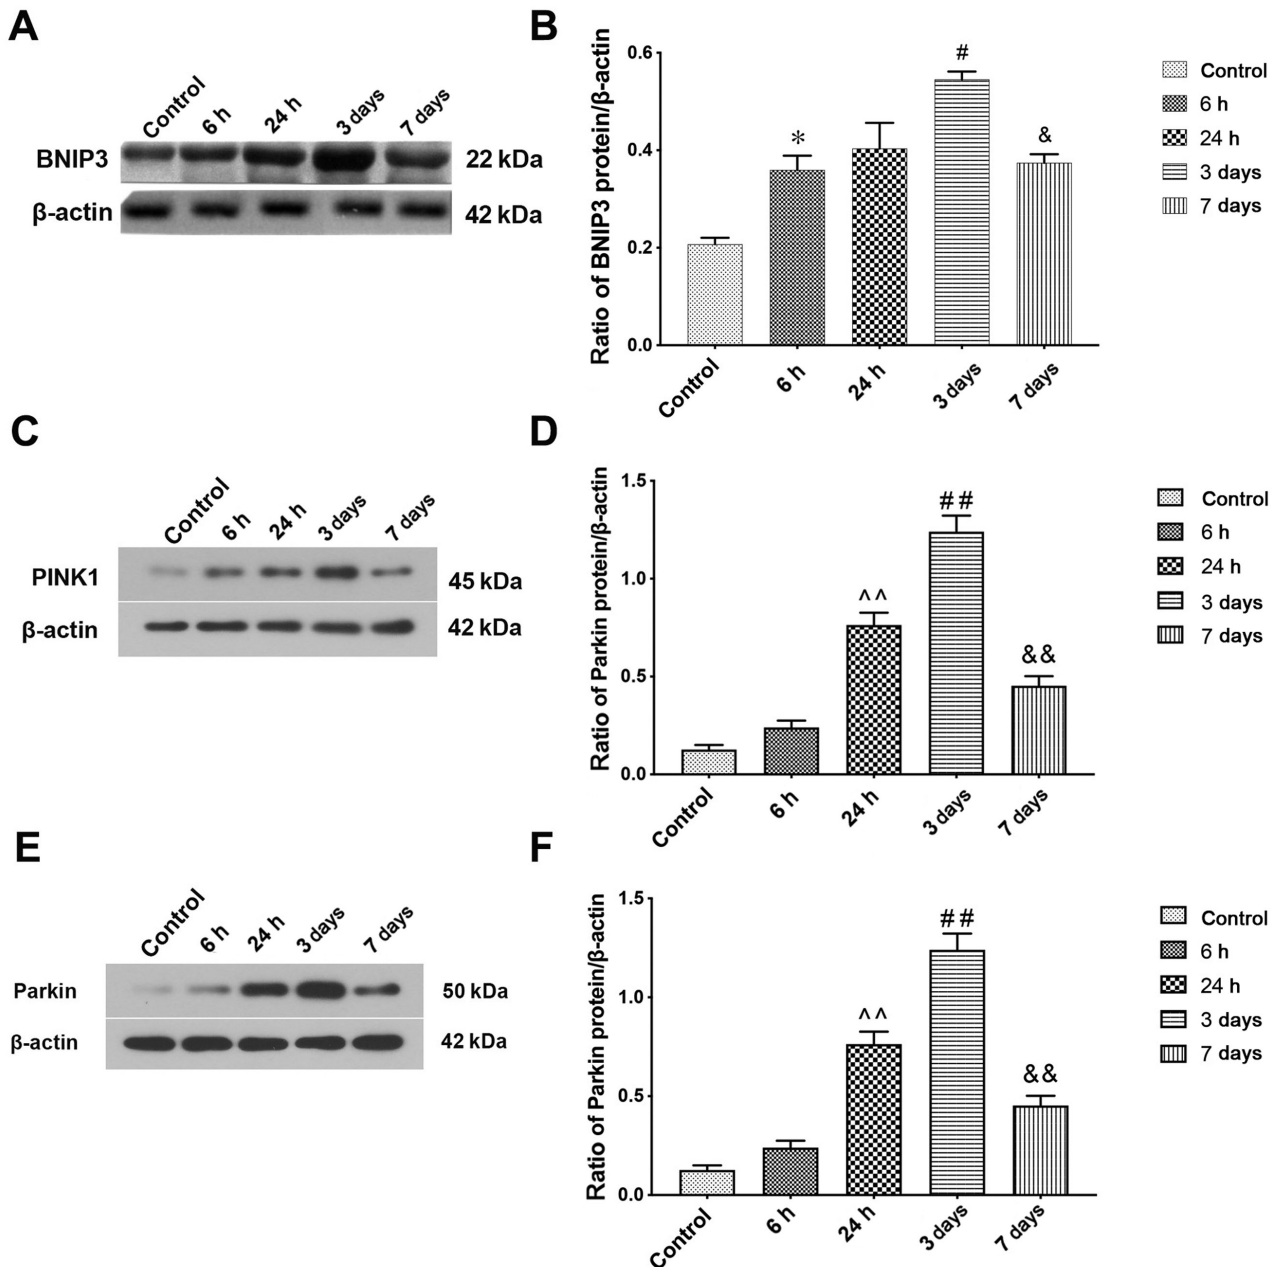 A
Control
6 h
24 h
3 days
7 days
BNIP3
22 kDa
β-actin
42 kDa
B
Ratio of BNIP3 protein/β-actin
0.6
0.4
0.2
0.0
*
#
&
Control
6 h
24 h
3 days
7 days
Control
6 h
24 h
3 days
7 days
C
Control
6 h
24 h
3 days
7 days
PINK1
45 kDa
β-actin
42 kDa
D
Ratio of Parkin protein/β-actin
1.5
1.0
0.5
0.0
^^
##
&&
Control
6 h
24 h
3 days
7 days
Control
6 h
24 h
3 days
7 days
E
Control
6 h
24 h
3 days
7 days
Parkin
50 kDa
β-actin
42 kDa
F
Ratio of Parkin protein/β-actin
1.5
1.0
0.5
0.0
^^
##
&&
Control
6 h
24 h
3 days
7 days
Control
6 h
24 h
3 days
7 days